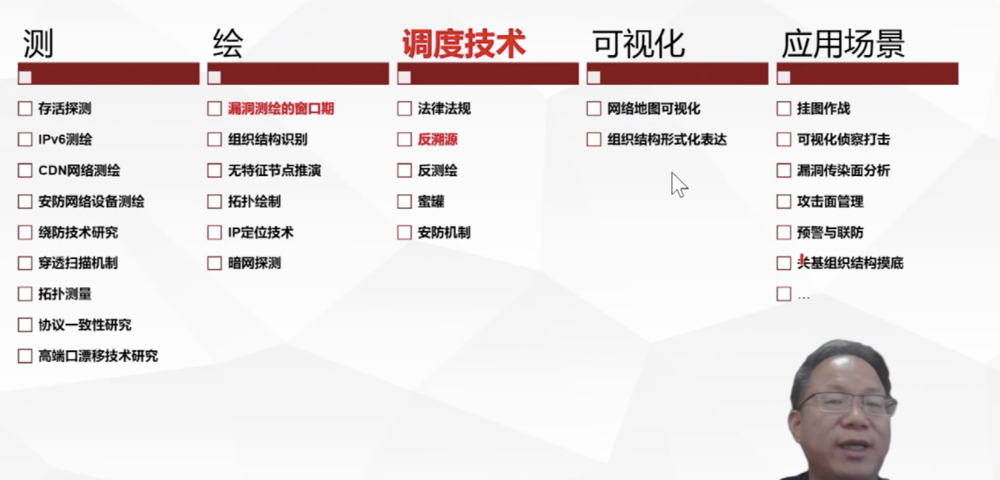 测
存活探测
IPv6测绘
CDN网络测绘
安防网络设备测绘
绕防技术研究
穿透扫描机制
拓扑测量
协议一致性研究
高端口漂移技术研究
绘
漏洞测绘的窗口期
组织结构识别
无特征节点推演
拓扑绘制
IP定位技术
暗网探测
调度技术
法律法规
反溯源
反测绘
蜜罐
安防机制
可视化
网络地图可视化
组织结构形式化表达
应用场景
挂图作战
可视化侦察打击
漏洞传染面分析
攻击面管理
预警与联防
关基组织结构摸底
...